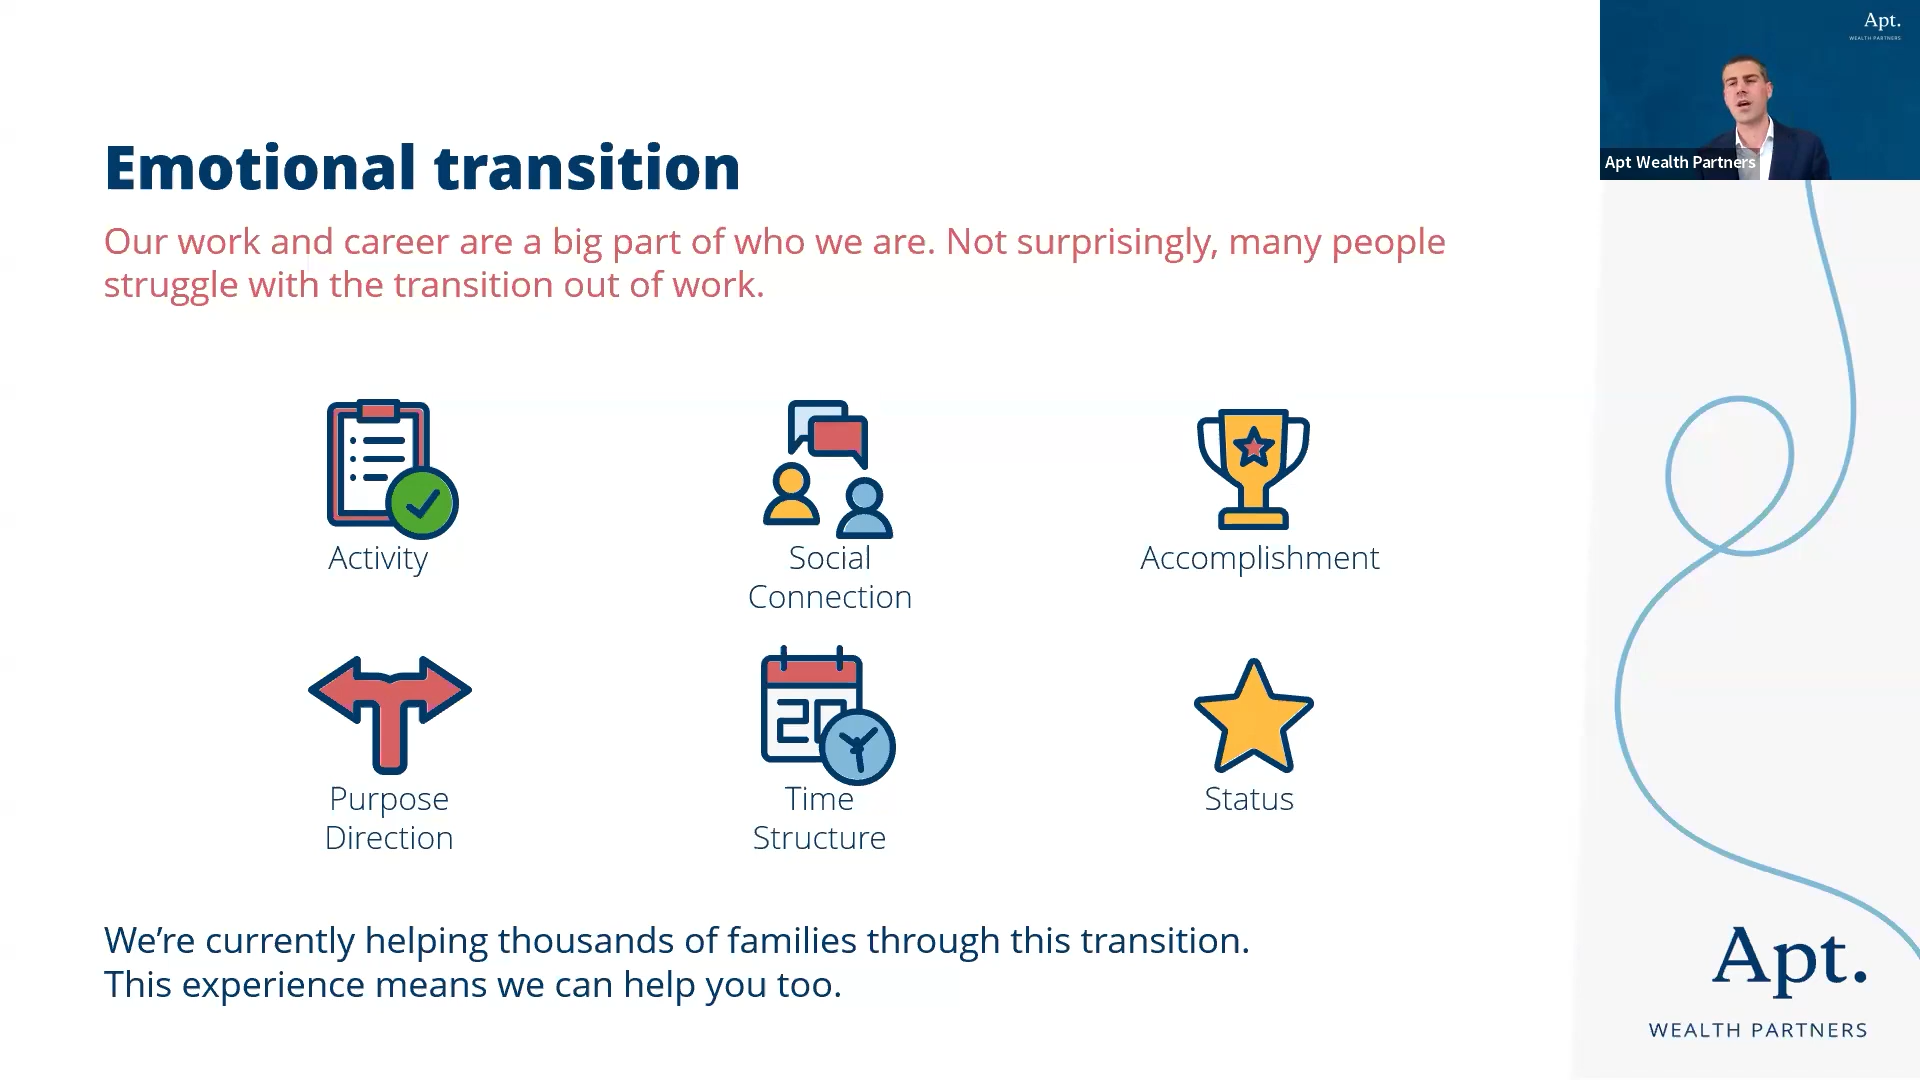 Apt.
WEALTH PARTNERS
Apt Wealth Partners
Emotional transition
Our work and career are a big part of who we are. Not surprisingly, many people
struggle with the transition out of work.
Activity
Social
Connection
Accomplishment
20
Purpose
Direction
Time
Structure
Status
We’re currently helping thousands of families through this transition.
This experience means we can help you too.
Apt.
WEALTH PARTNERS